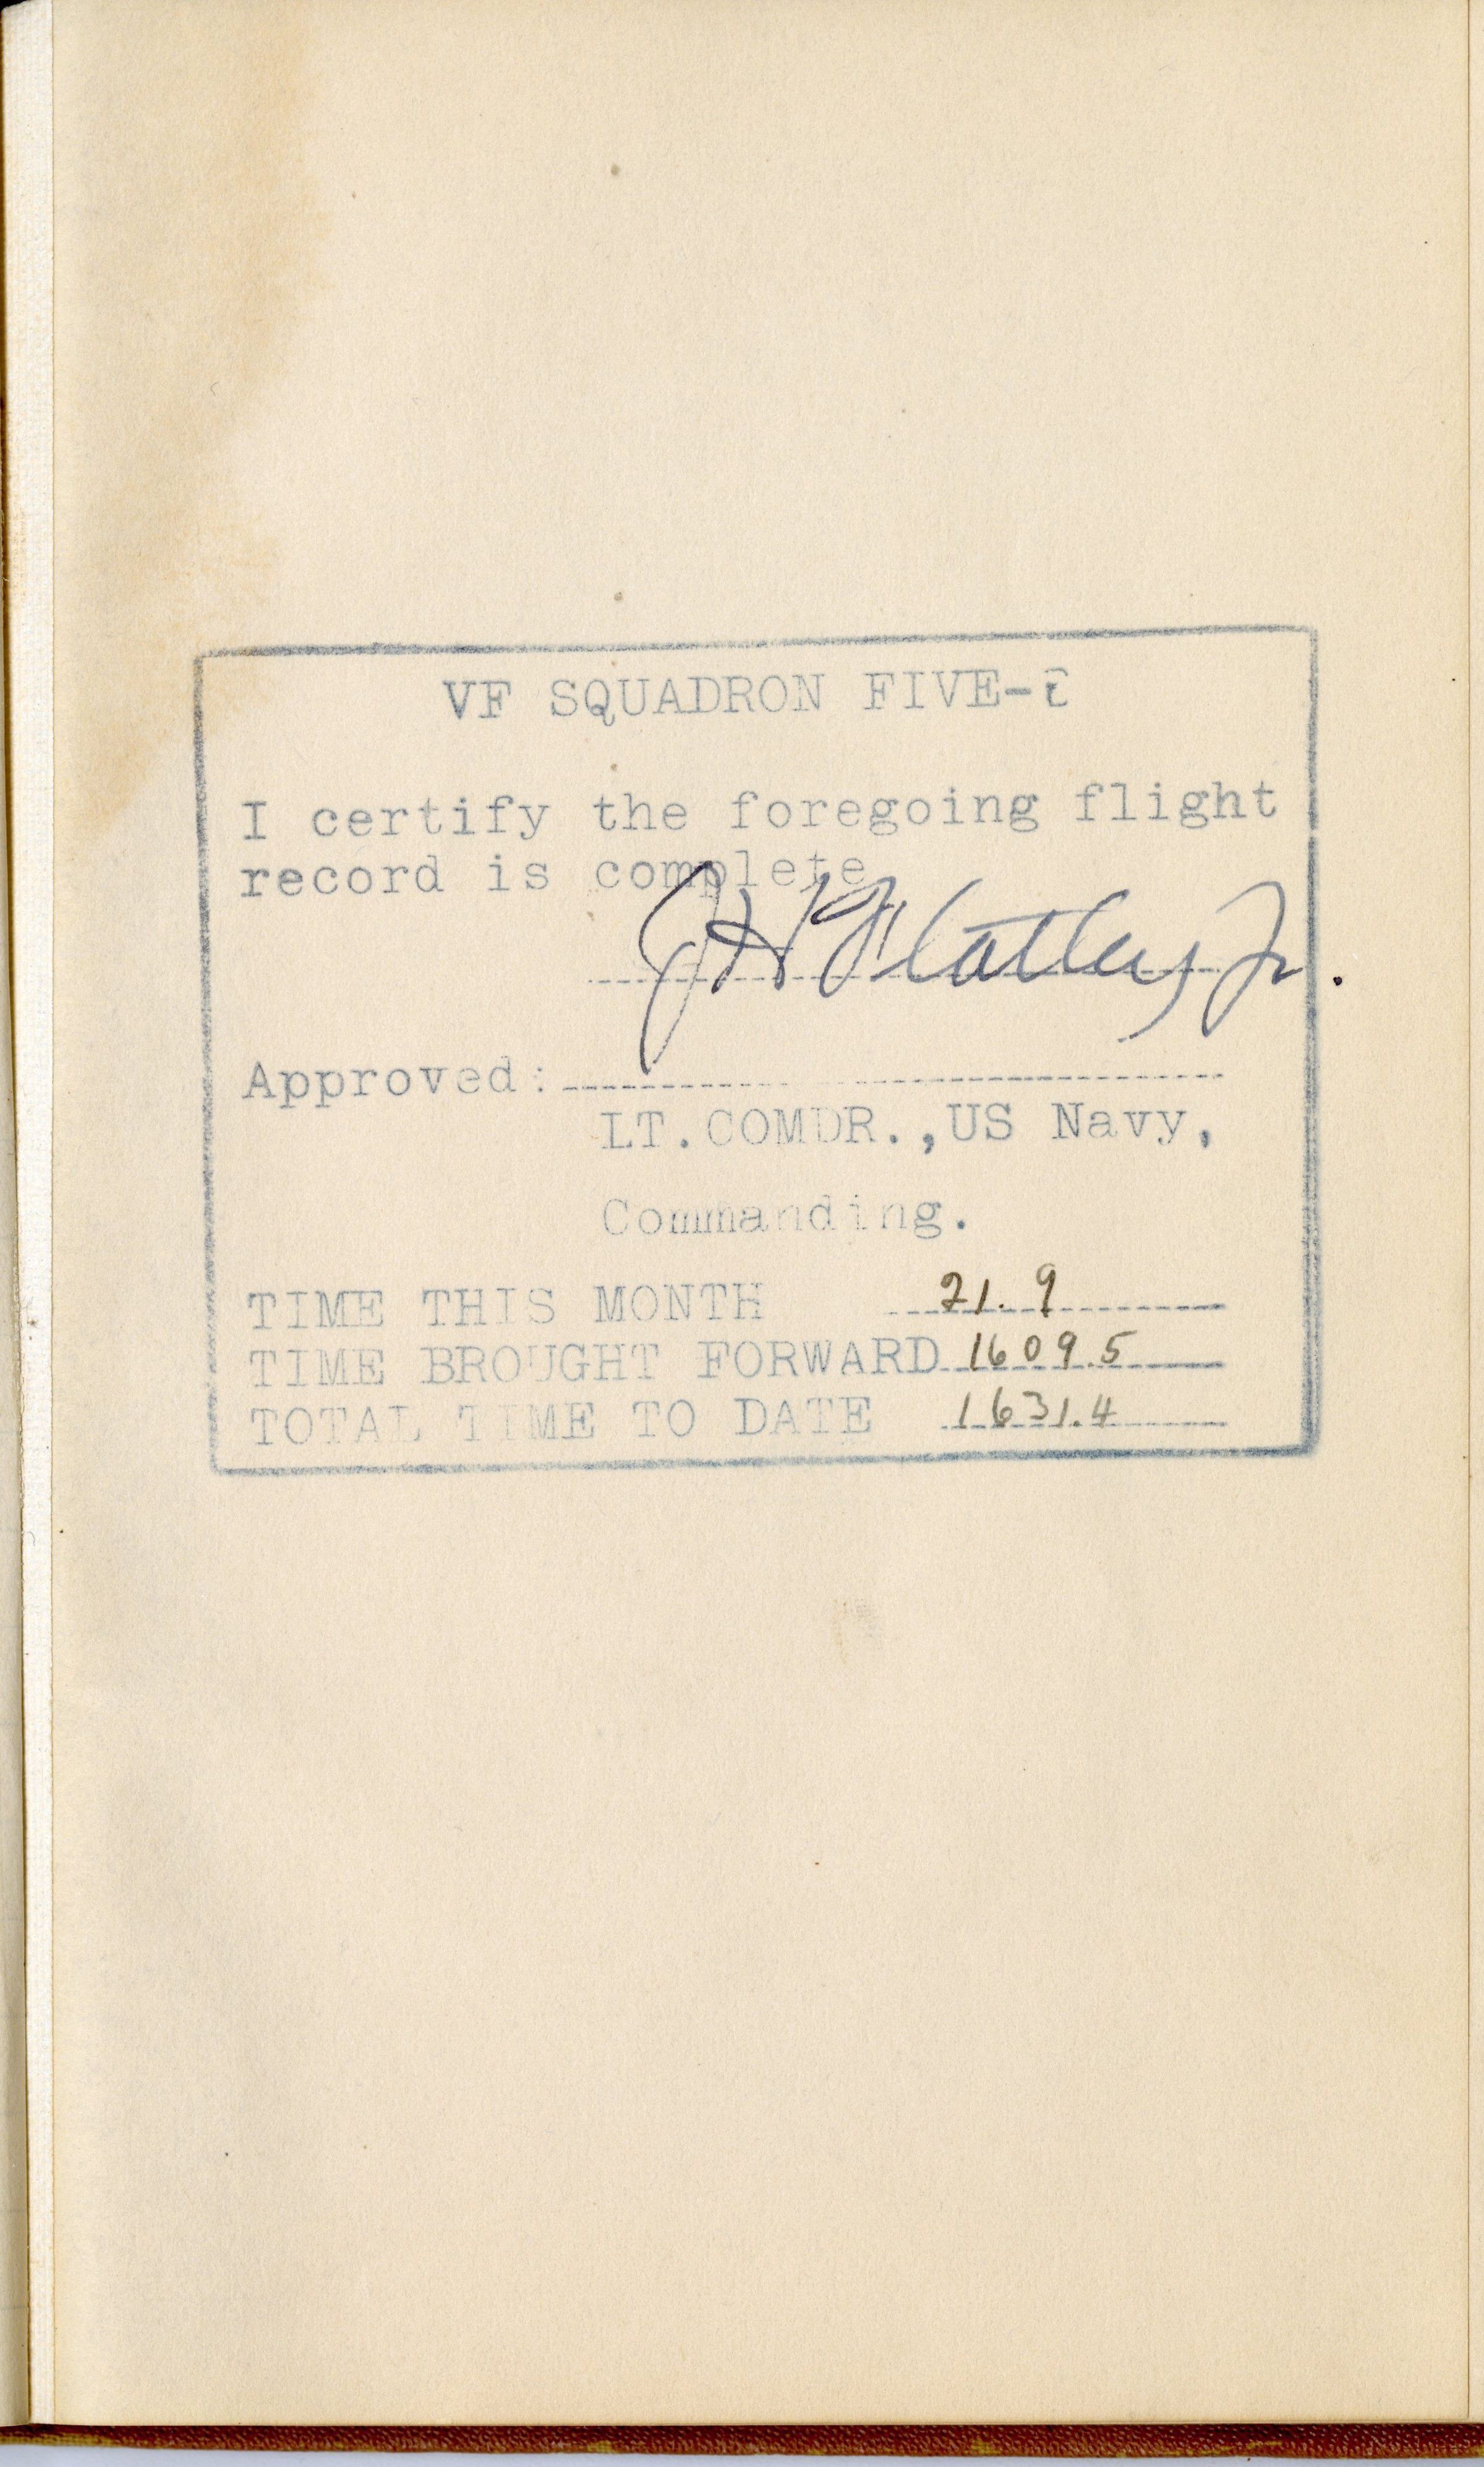 VF SQUADRON FIVE-
I certify the foregoing flight
record is complete
J H Flatley Jr.
Approved:
LT.COMDR.,US Navy,
Commanding.
TIME THIS MONTH 21.9
TIME BROUGHT FORWARD 1609.5
TOTAL TIME TO DATE 1631.4